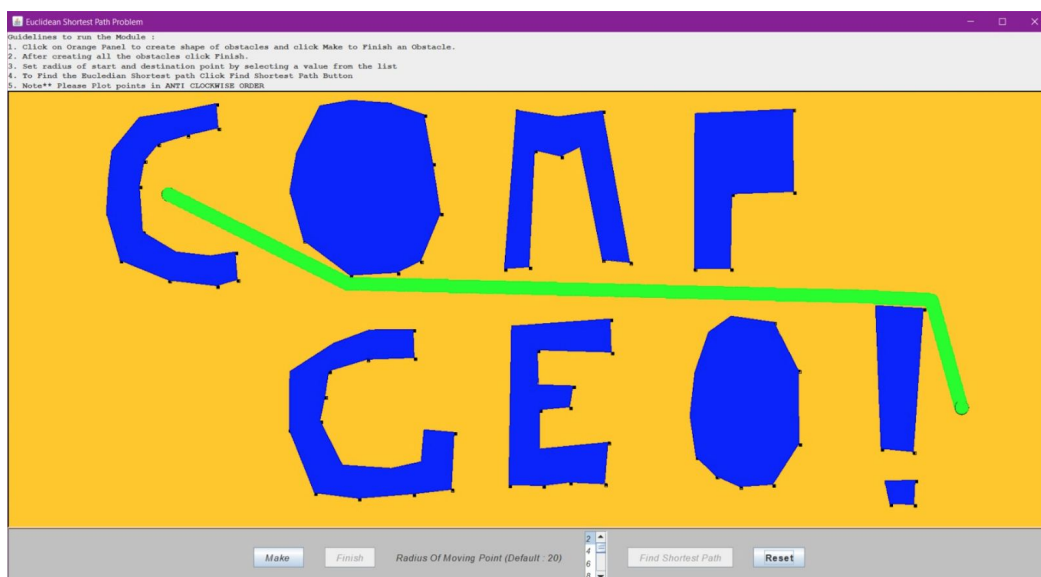 Euclidean Shortest Path Problem
Guidelines to run the Module :
1. Click on Orange Panel to create shape of obstacles and click Make to Finish an Obstacle.
2. After creating all the obstacles click Finish.
3. Set radius of start and destination point by selecting a value from the list
4. To Find the Eucledian Shortest path Click Find Shortest Path Button
5. Note** Please Plot points in ANTI CLOCKWISE ORDER
COMP
GEO!
Make Finish Radius Of Moving Point (Default : 20) 2 4 6 8 Find Shortest Path Reset